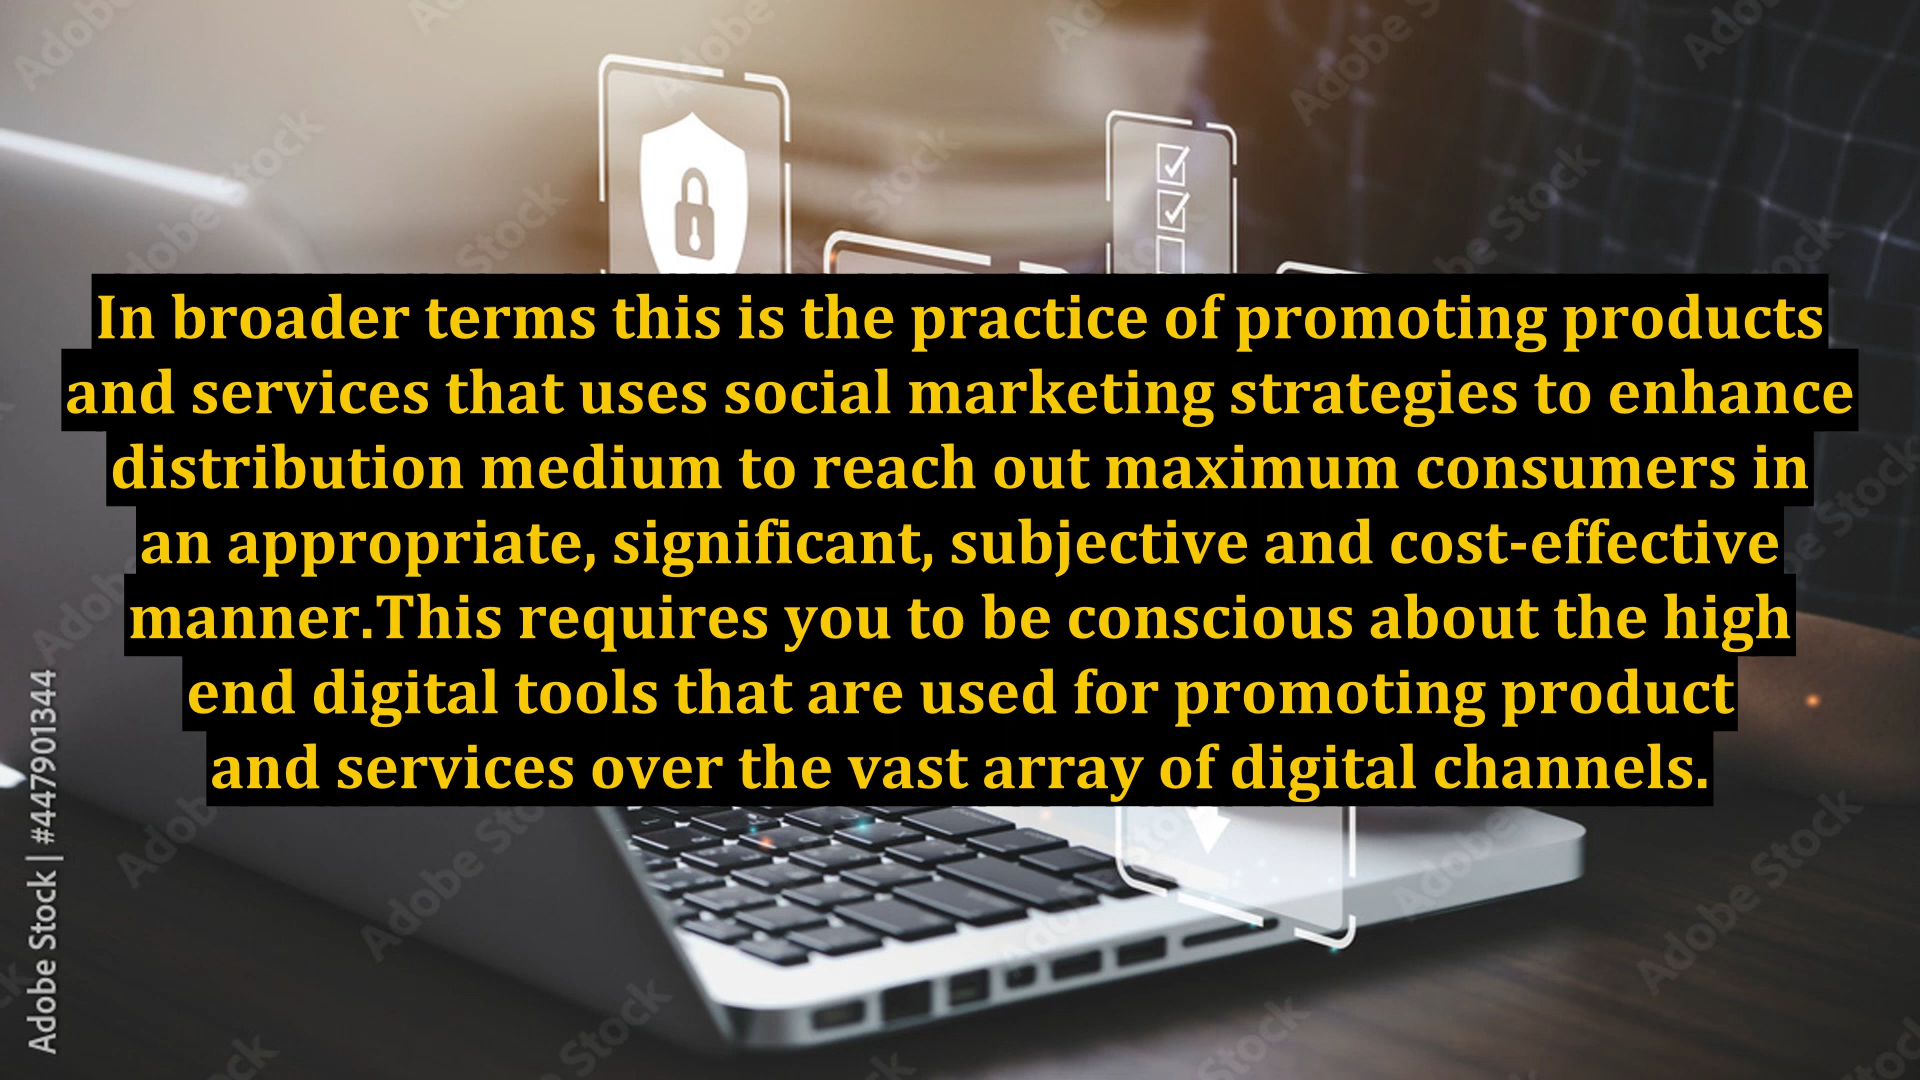 In broader terms this is the practice of promoting products
and services that uses social marketing strategies to enhance
distribution medium to reach out maximum consumers in
an appropriate, significant, subjective and cost-effective
manner.This requires you to be conscious about the high
end digital tools that are used for promoting product
and services over the vast array of digital channels.
Adobe Stock | #447901344